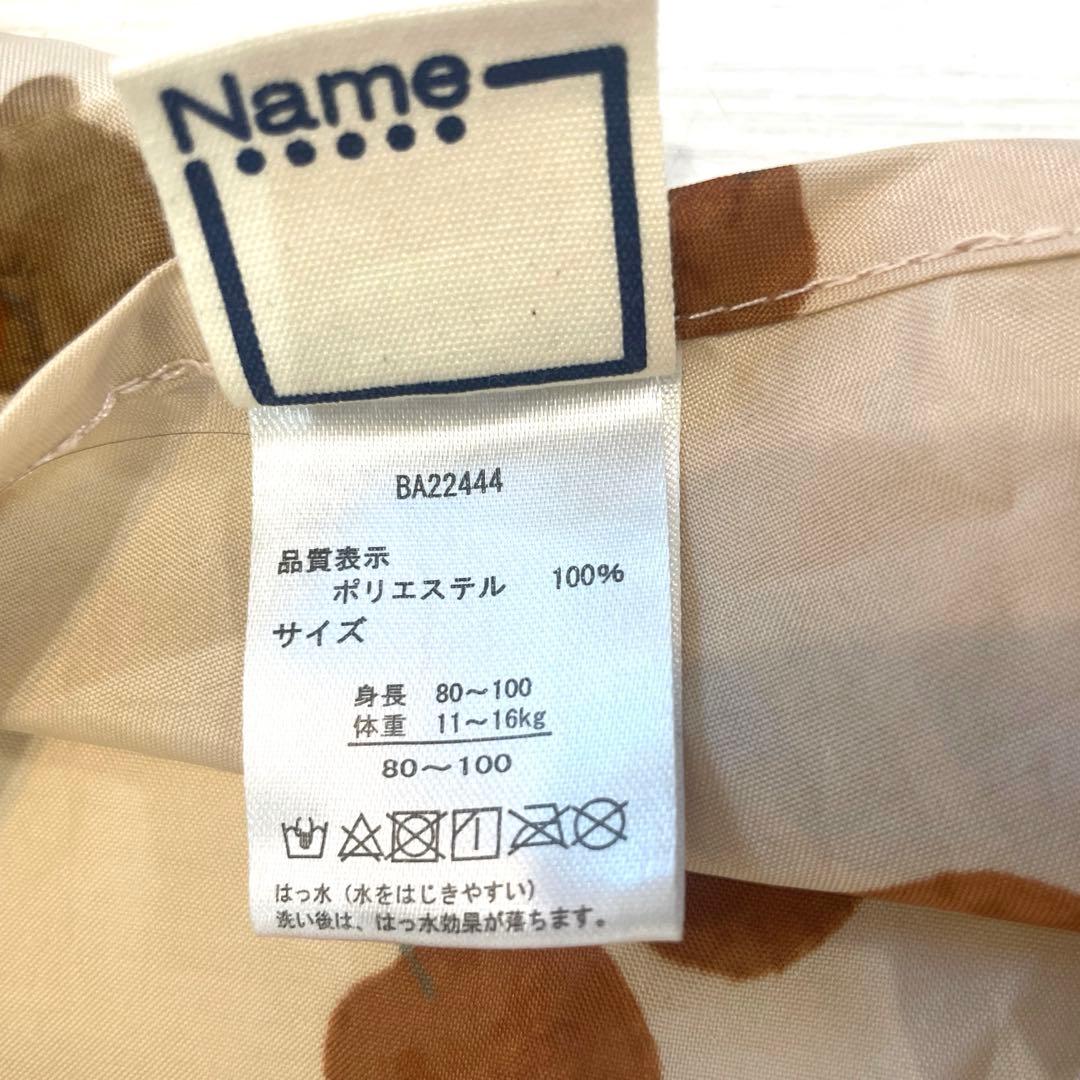 Name
BA22444
品質表示
ポリエステル 100%
サイズ
身長 80～100
体重 11～16kg
80～100
はっ水（水をはじきやすい）
洗い後は、はっ水効果が落ちます。